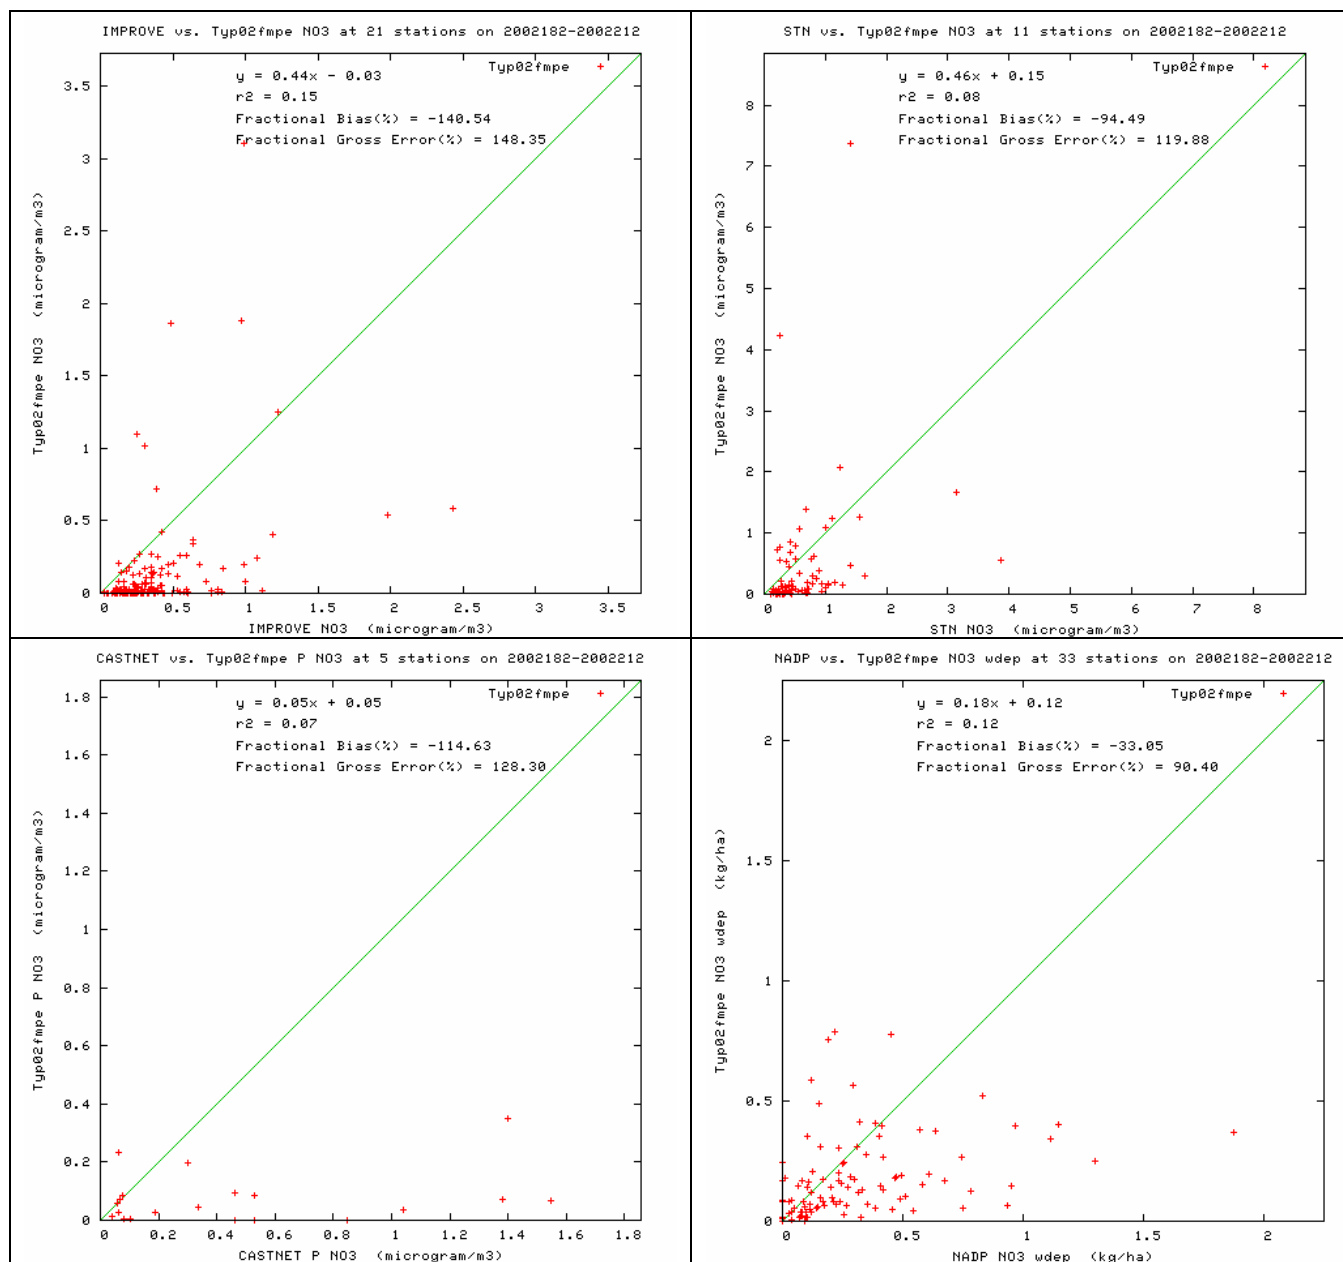 IMPROVE vs. Typ02fmpe NO3 at 21 stations on 2002182-2002212
Typ02fmpe
y = 0.44x - 0.03
r2 = 0.15
Fractional Bias(%) = -140.54
Fractional Gross Error(%) = 148.35
3.5
3
2.5
2
1.5
1
0.5
0
Typ02fmpe NO3 (microgram/m3)
0 0.5 1 1.5 2 2.5 3 3.5
IMPROVE NO3 (microgram/m3)
STN vs. Typ02fmpe NO3 at 11 stations on 2002182-2002212
Typ02fmpe
y = 0.46x + 0.15
r2 = 0.08
Fractional Bias(%) = -94.49
Fractional Gross Error(%) = 119.88
8
7
6
5
4
3
2
1
0
Typ02fmpe NO3 (microgram/m3)
0 1 2 3 4 5 6 7 8
STN NO3 (microgram/m3)
CASTNET vs. Typ02fmpe P NO3 at 5 stations on 2002182-2002212
Typ02fmpe
y = 0.05x + 0.05
r2 = 0.07
Fractional Bias(%) = -114.63
Fractional Gross Error(%) = 128.30
1.8
1.6
1.4
1.2
1
0.8
0.6
0.4
0.2
0
Typ02fmpe P NO3 (microgram/m3)
0 0.2 0.4 0.6 0.8 1 1.2 1.4 1.6 1.8
CASTNET P NO3 (microgram/m3)
NADP vs. Typ02fmpe NO3 wdep at 33 stations on 2002182-2002212
Typ02fmpe
y = 0.18x + 0.12
r2 = 0.12
Fractional Bias(%) = -33.05
Fractional Gross Error(%) = 90.40
2
1.5
1
0.5
0
Typ02fmpe NO3 wdep (kg/ha)
0 0.5 1 1.5 2
NADP NO3 wdep (kg/ha)